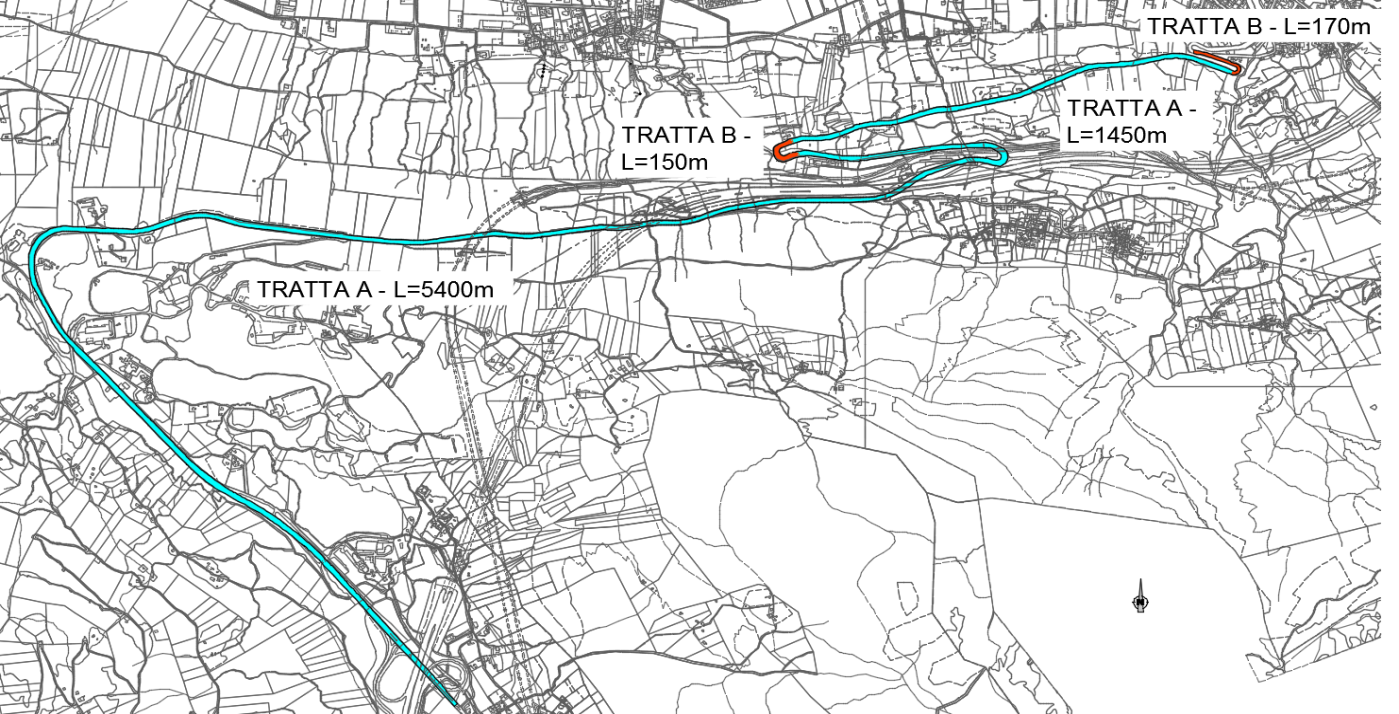 TRATTA B - L=170m
TRATTA A -
L=1450m
TRATTA B -
L=150m
TRATTA A - L=5400m
N